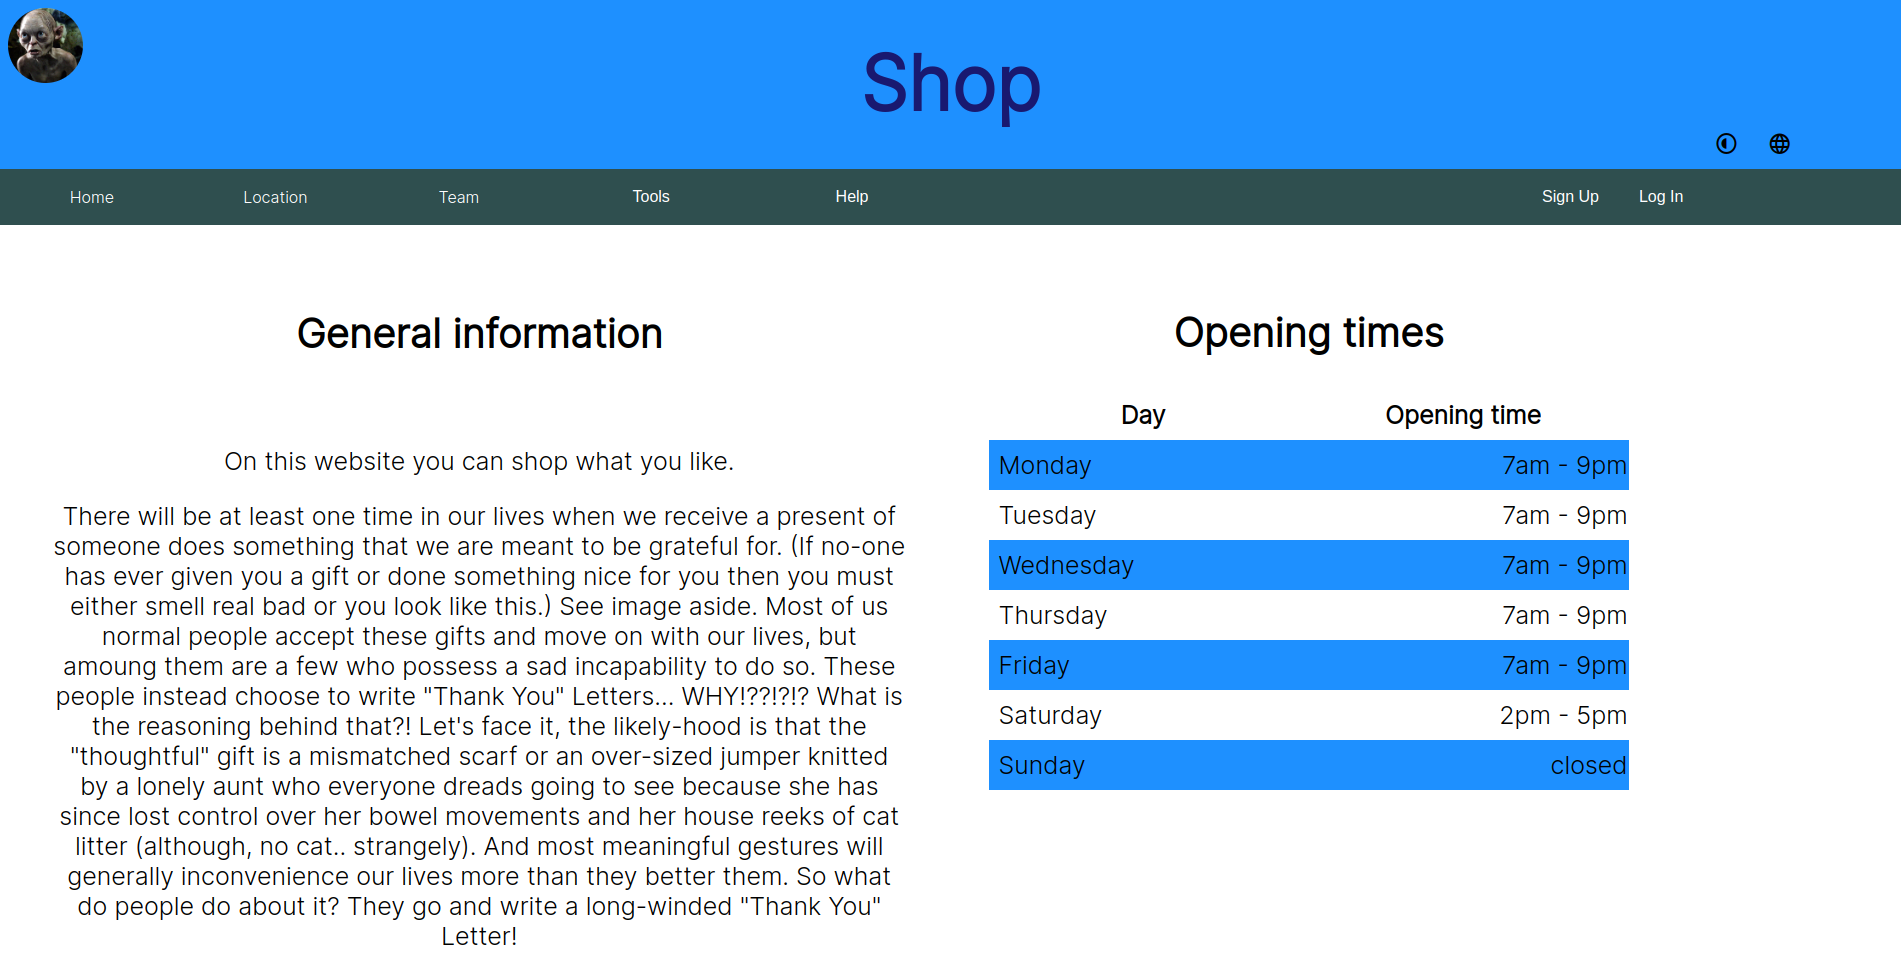 Shop
Home Location Team Tools Help Sign Up Log In
General information
On this website you can shop what you like.
There will be at least one time in our lives when we receive a present of
someone does something that we are meant to be grateful for. (If no-one
has ever given you a gift or done something nice for you then you must
either smell real bad or you look like this.) See image aside. Most of us
normal people accept these gifts and move on with our lives, but
amoung them are a few who possess a sad incapability to do so. These
people instead choose to write "Thank You" Letters... WHY!??!?!? What is
the reasoning behind that?! Let's face it, the likely-hood is that the
"thoughtful" gift is a mismatched scarf or an over-sized jumper knitted
by a lonely aunt who everyone dreads going to see because she has
since lost control over her bowel movements and her house reeks of cat
litter (although, no cat.. strangely). And most meaningful gestures will
generally inconvenience our lives more than they better them. So what
do people do about it? They go and write a long-winded "Thank You"
Letter!
Opening times
Day Opening time
Monday 7am - 9pm
Tuesday 7am - 9pm
Wednesday 7am - 9pm
Thursday 7am - 9pm
Friday 7am - 9pm
Saturday 2pm - 5pm
Sunday closed